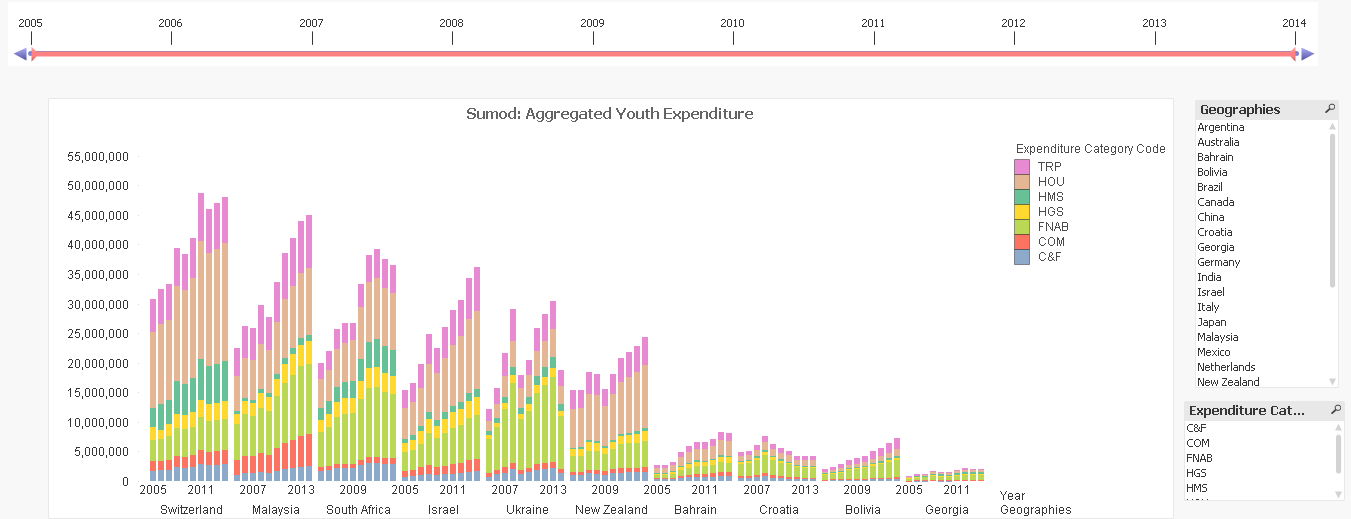 2005 2006 2007 2008 2009 2010 2011 2012 2013 2014
Sumod: Aggregated Youth Expenditure
Expenditure Category Code
TRP
HOU
HMS
HGS
FNAB
COM
C&F
55,000,000
50,000,000
45,000,000
40,000,000
35,000,000
30,000,000
25,000,000
20,000,000
15,000,000
10,000,000
5,000,000
0
2005 2011 2007 2013 2009 2005 2011 2007 2013 2009 2005 2011 2007 2013 2009 2005 2011
Year
Switzerland Malaysia South Africa Israel Ukraine New Zealand Bahrain Croatia Bolivia Georgia
Geographies
Geographies
Argentina
Australia
Bahrain
Bolivia
Brazil
Canada
China
Croatia
Georgia
Germany
India
Israel
Italy
Japan
Malaysia
Mexico
Netherlands
New Zealand
Expenditure Cat...
C&F
COM
FNAB
HGS
HMS